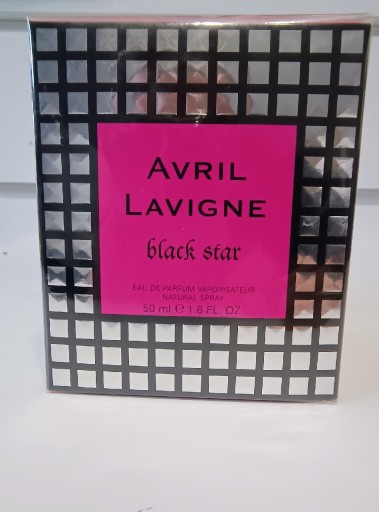 AVRIL
LAVIGNE
black star
EAU DE PARFUM VAPORISATEUR
NATURAL SPRAY
50 ml ℮ 1.6 FL. OZ.